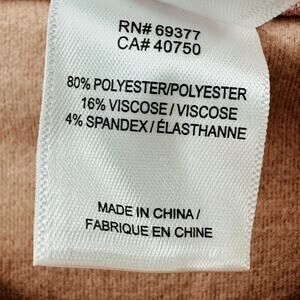 RN# 69377
CA# 40750
80% POLYESTER/POLYESTER
16% VISCOSE / VISCOSE
4% SPANDEX / ÉLASTHANNE
MADE IN CHINA /
FABRIQUE EN CHINE